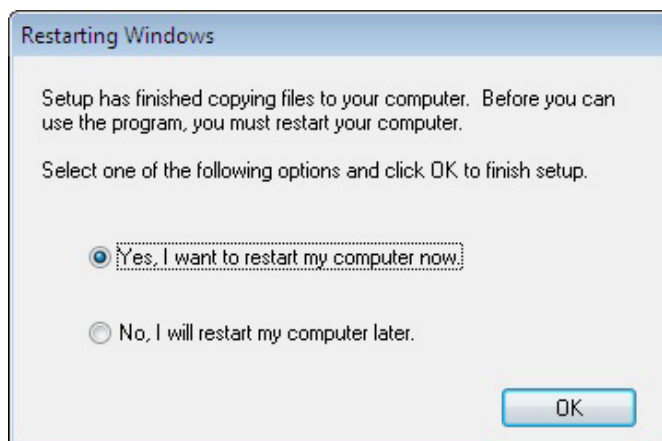 Restarting Windows
Setup has finished copying files to your computer.  Before you can
use the program, you must restart your computer.
Select one of the following options and click OK to finish setup.
Yes, I want to restart my computer now.
No, I will restart my computer later.
OK